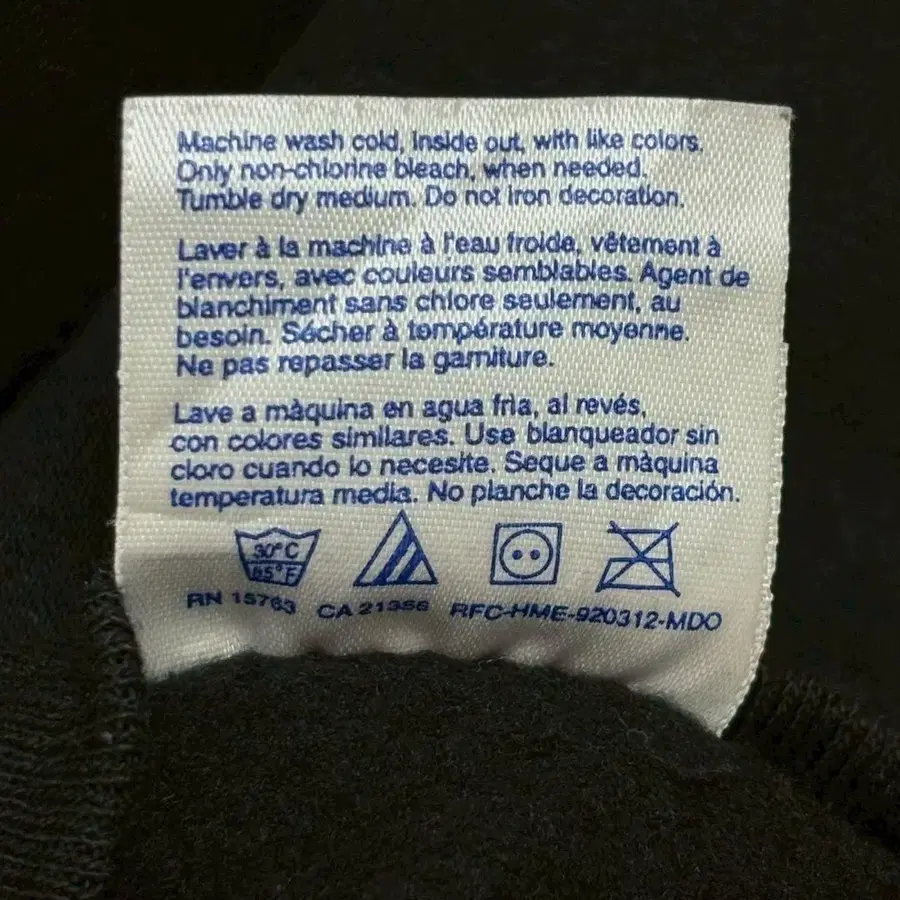 Machine wash cold, inside out, with like colors.
Only non-chlorine bleach, when needed.
Tumble dry medium. Do not iron decoration.
Laver à la machine à l'eau froide, vêtement à
l'envers, avec couleurs semblables. Agent de
blanchiment sans chlore seulement, au
besoin. Sécher à température moyenne.
Ne pas repasser la garniture.
Lave a màquina en agua fria, al revés,
con colores similares. Use blanqueador sin
cloro cuando lo necesite. Seque a màquina
temperatura media. No planche la decoración.
30°C
85°F
RN 15763 CA 21356 RFC-HME-920312-MDO